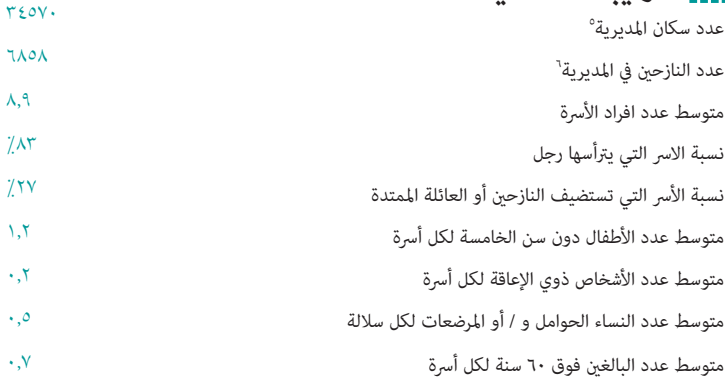 عدد سكان المديرية٥ ٣٤٥٧٠
عدد النازحين في المديرية٦ ٦٨٥٨
متوسط عدد افراد الأسرة ٨,٩
نسبة الاسر التي يترأسها رجل ٨٣٪
نسبة الأسر التي تستضيف النازحين أو العائلة الممتدة ٢٧٪
متوسط عدد الأطفال دون سن الخامسة لكل أسرة ١,٢
متوسط عدد الأشخاص ذوي الإعاقة لكل أسرة ٠,٢
متوسط عدد النساء الحوامل و / أو المرضعات لكل سلالة ٠,٥
متوسط عدد البالغين فوق ٦٠ سنة لكل أسرة ٠,٧